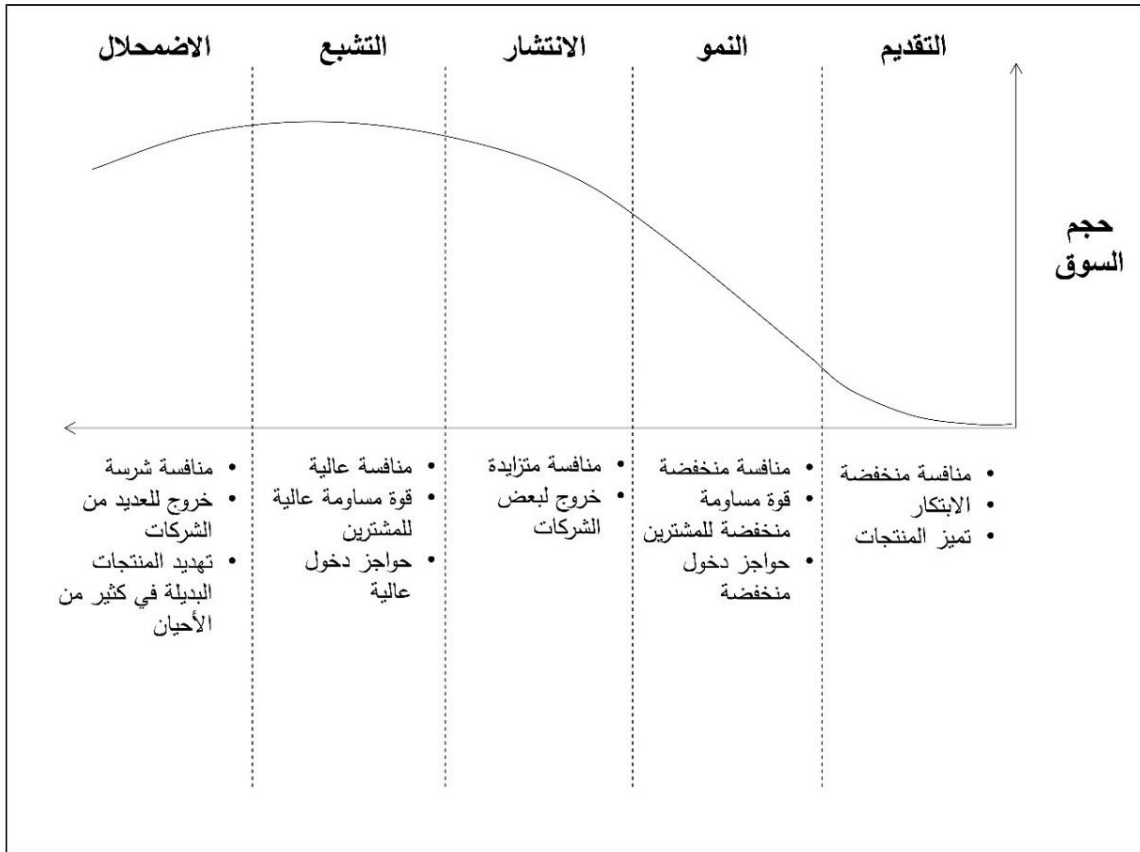 التقديم
النمو
الانتشار
التشبع
الاضمحلال
حجم
السوق
• منافسة منخفضة
• الابتكار
• تميز المنتجات
• منافسة منخفضة
• قوة مساومة
منخفضة للمشترين
• حواجز دخول
منخفضة
• منافسة متزايدة
• خروج لبعض
الشركات
• منافسة عالية
• قوة مساومة عالية
للمشترين
• حواجز دخول
عالية
• منافسة شرسة
• خروج للعديد من
الشركات
• تهديد المنتجات
البديلة في كثير من
الأحيان